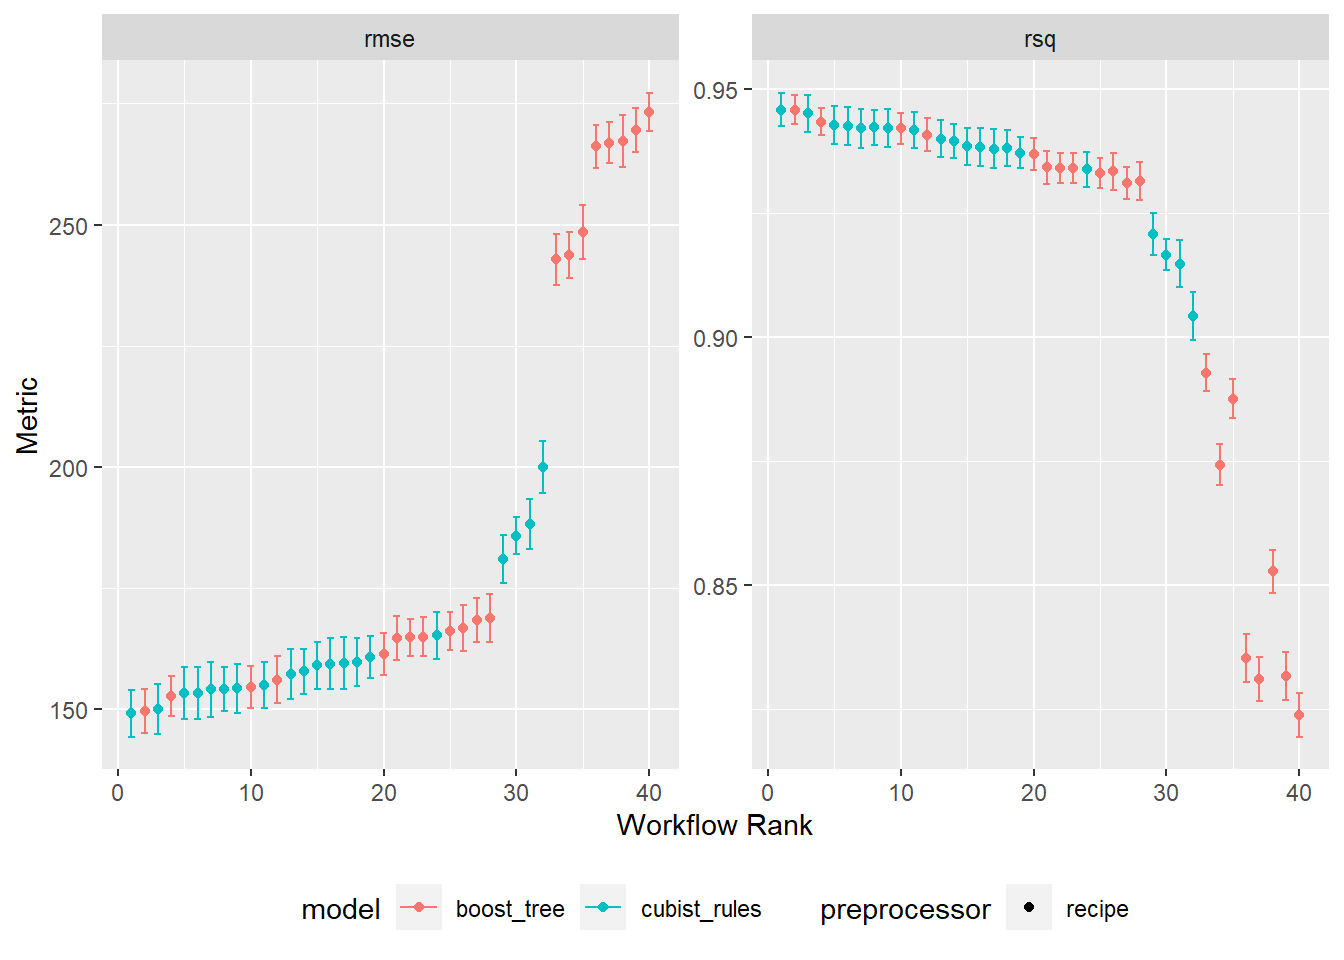 rmse rsq
Metric
250
200
150
0.95
0.90
0.85
0 10 20 30 40 0 10 20 30 40
Workflow Rank
model boost_tree cubist_rules preprocessor recipe